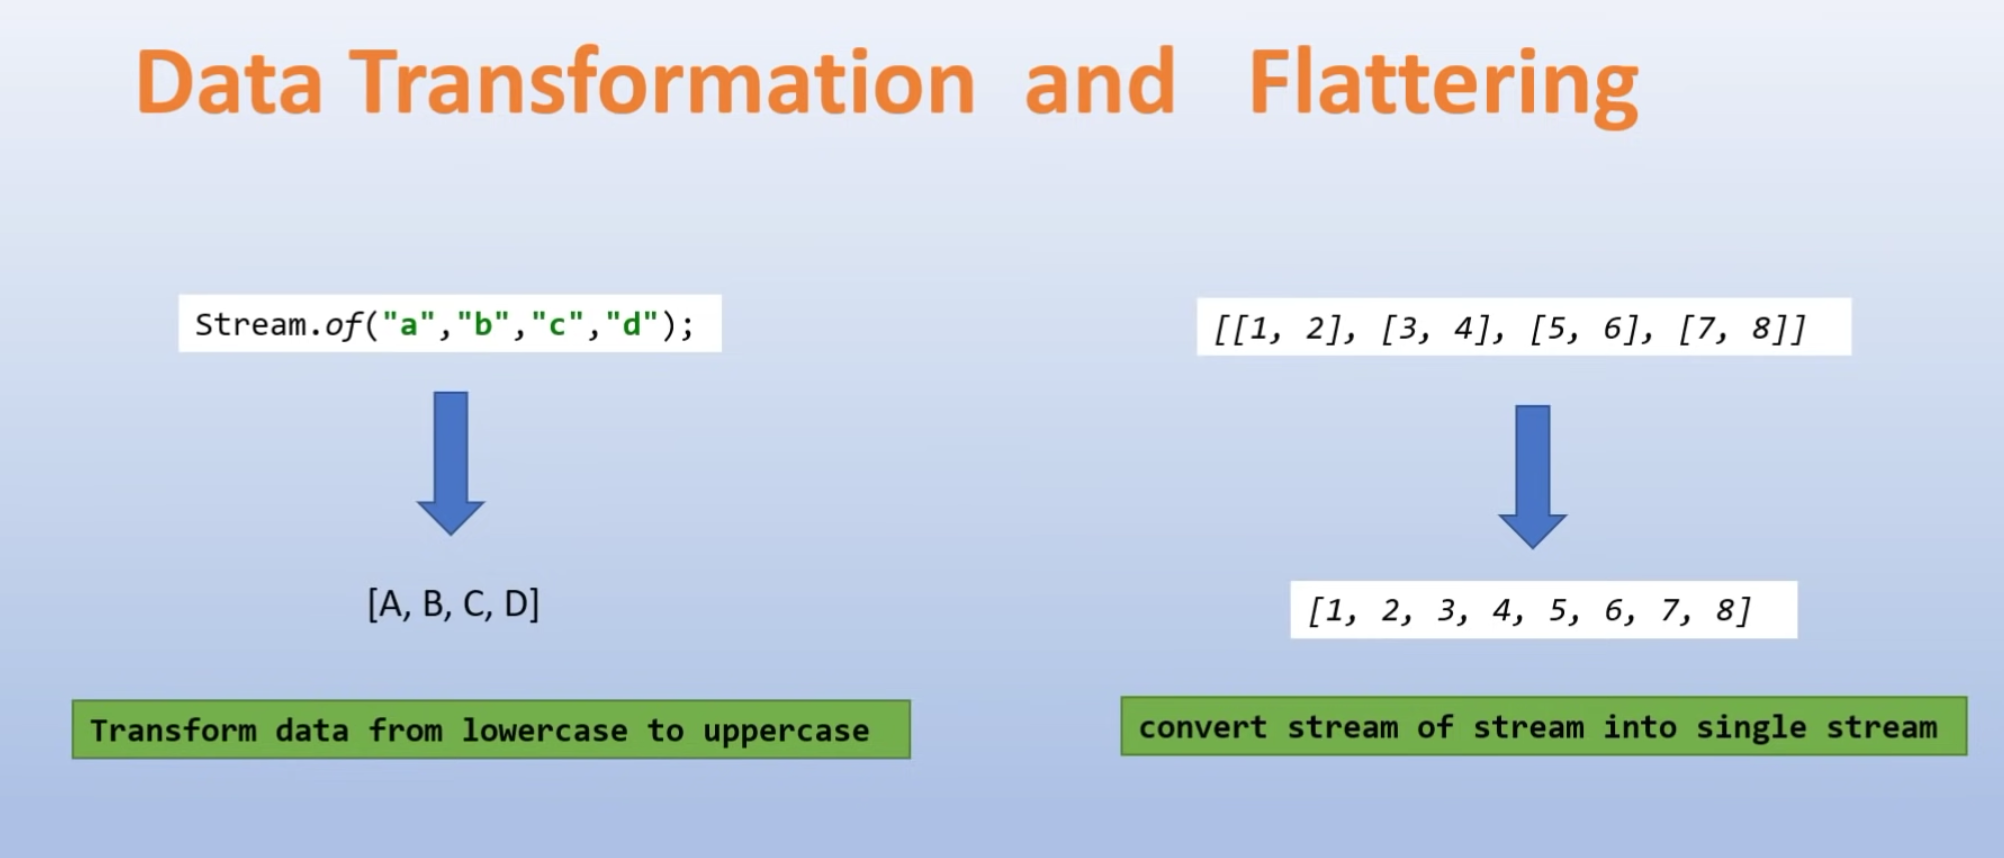 Data Transformation and Flattering
Stream.of("a","b","c","d");
[A, B, C, D]
Transform data from lowercase to uppercase
[[1, 2], [3, 4], [5, 6], [7, 8]]
[1, 2, 3, 4, 5, 6, 7, 8]
convert stream of stream into single stream